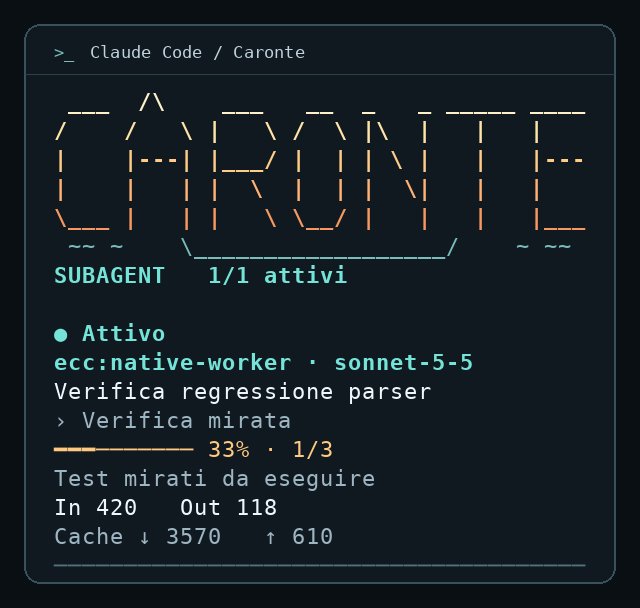 >_ Claude Code / Caronte
CARONTE
SUBAGENT 1/1 attivi
● Attivo
ecc:native-worker · sonnet-5-5
Verifica regressione parser
› Verifica mirata
33% · 1/3
Test mirati da eseguire
In 420 Out 118
Cache ↓ 3570 ↑ 610